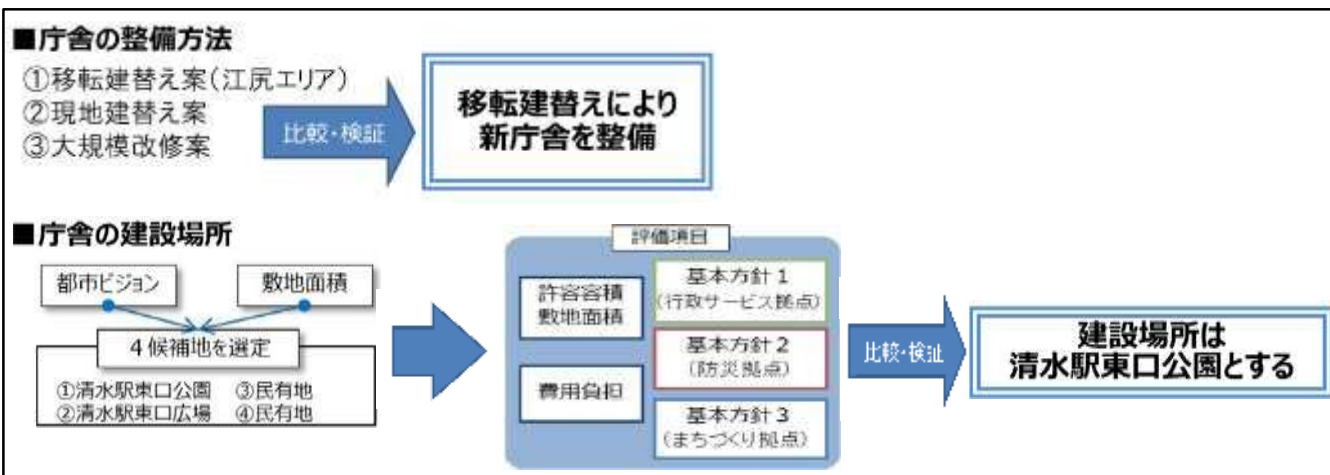 ■庁舎の整備方法
①移転建替え案(江尻エリア)
②現地建替え案
③大規模改修案
比較・検証
移転建替えにより
新庁舎を整備
■庁舎の建設場所
都市ビジョン
敷地面積
4候補地を選定
①清水駅東口公園 ③民有地
②清水駅東口広場 ④民有地
評価項目
許容容積
敷地面積
費用負担
基本方針1
(行政サービス拠点)
基本方針2
(防災拠点)
基本方針3
(まちづくり拠点)
比較・検証
建設場所は
清水駅東口公園とする